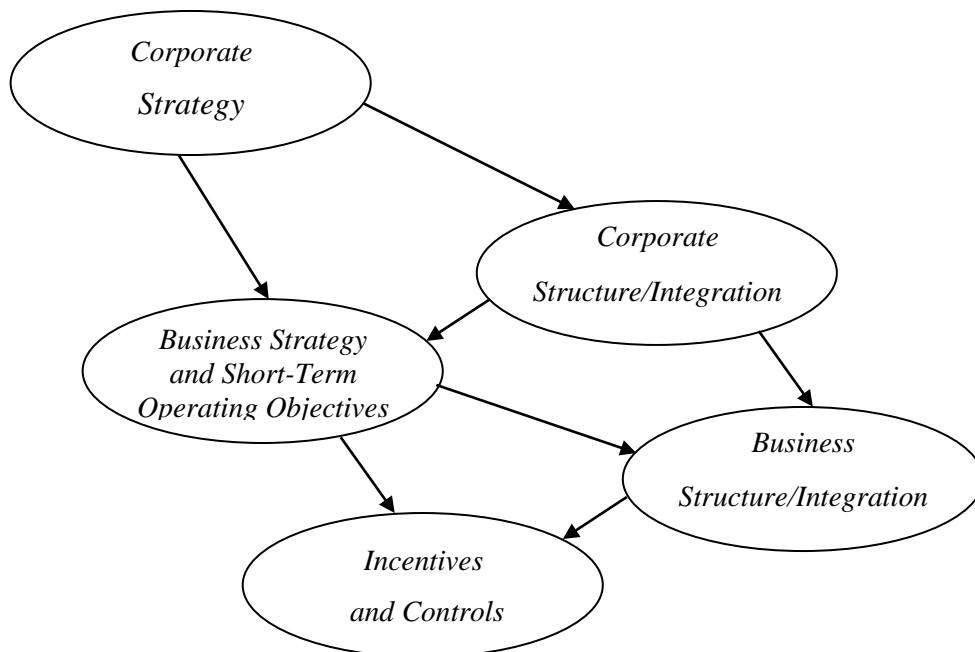 Corporate
Strategy
Corporate
Structure/Integration
Business Strategy
and Short-Term
Operating Objectives
Business
Structure/Integration
Incentives
and Controls